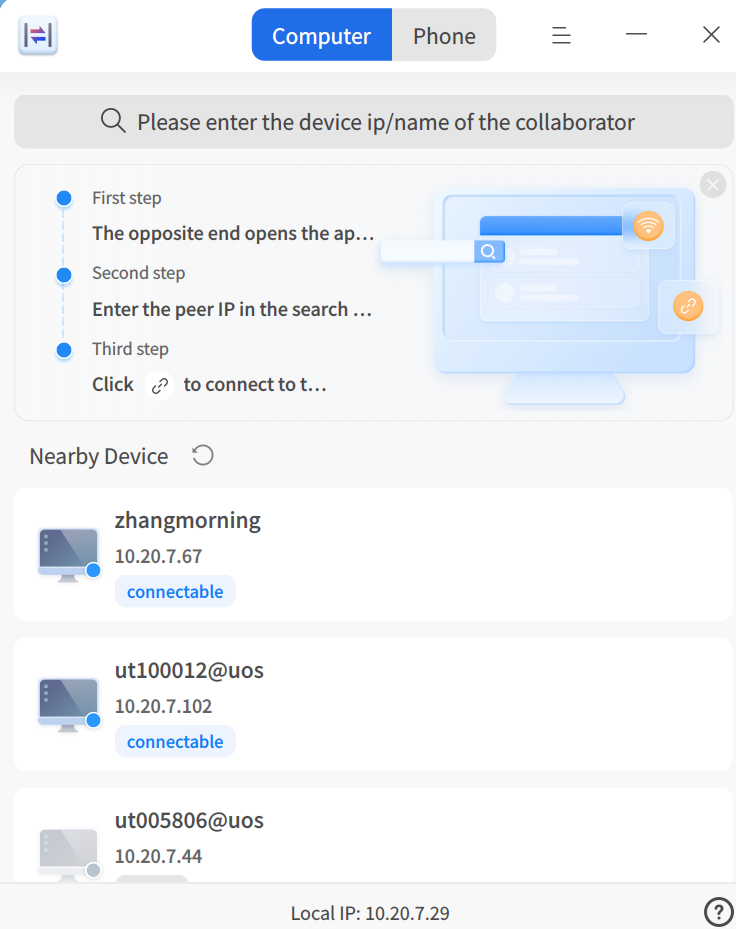 Computer
Phone
Please enter the device ip/name of the collaborator
First step
The opposite end opens the ap...
Second step
Enter the peer IP in the search ...
Third step
Click to connect to t...
Nearby Device
zhangmorning
10.20.7.67
connectable
ut100012@uos
10.20.7.102
connectable
ut005806@uos
10.20.7.44
Local IP: 10.20.7.29
?